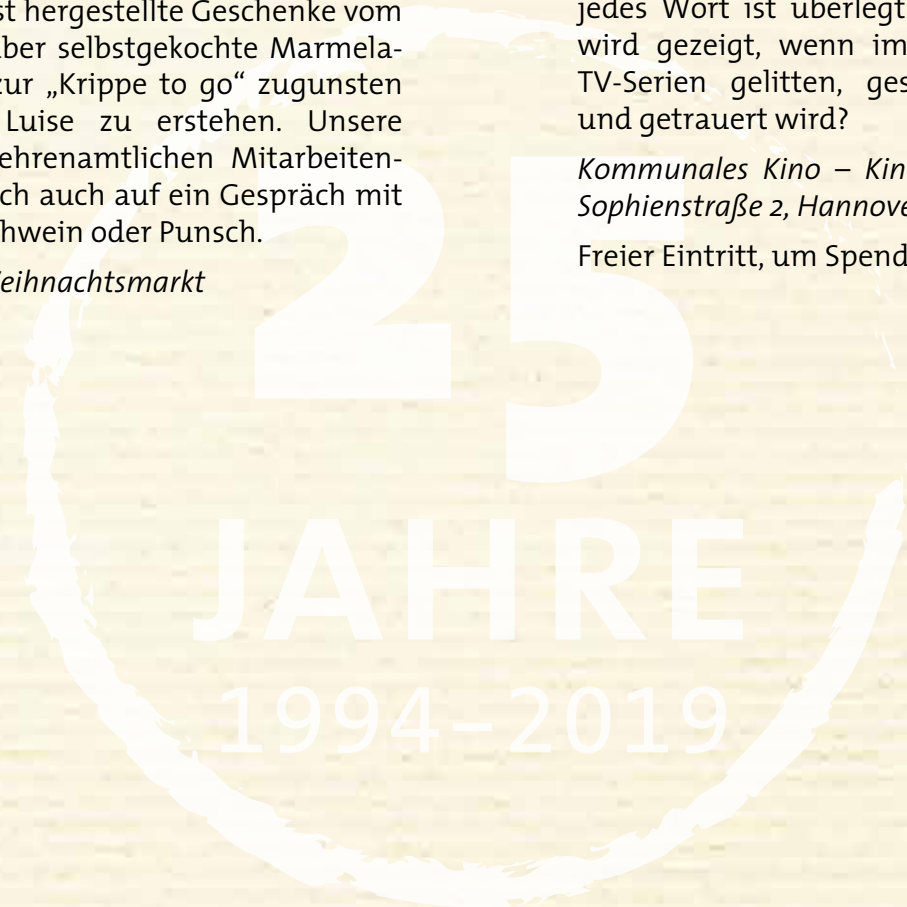 st hergestellte Geschenke vom
über selbstgekochte Marmela-
zur „Krippe to go“ zugunsten
Luise zu erstehen. Unsere
ehrenamtlichen Mitarbeiten-
ch auch auf ein Gespräch mit
hwein oder Punsch.
Weihnachtsmarkt
jedes Wort ist überlegt
wird gezeigt, wenn im
TV-Serien gelitten, ges
und getrauert wird?
Kommunales Kino – Kin
Sophienstraße 2, Hannove
Freier Eintritt, um Spend
25
JAHRE
1994–2019